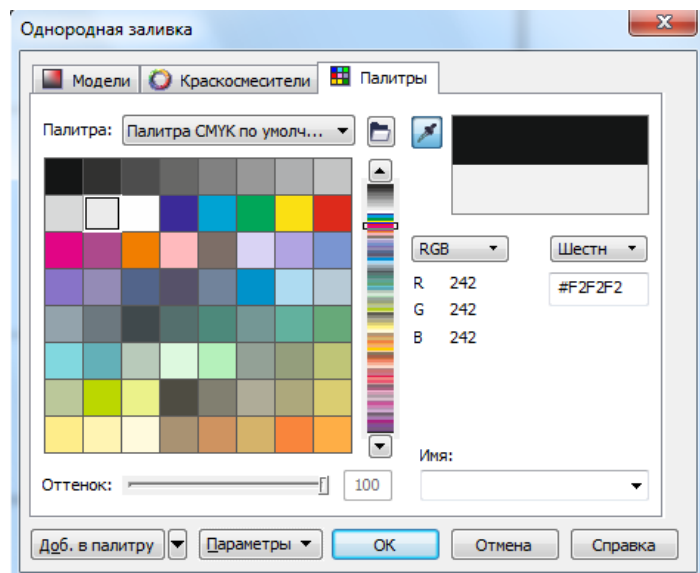 Однородная заливка
Модели Краскосмесители Палитры
Палитра: Палитра CMYK по умолч...
RGB Шестн
R 242 #F2F2F2
G 242
B 242
Имя:
Оттенок: 100
Доб. в палитру Параметры ОК Отмена Справка